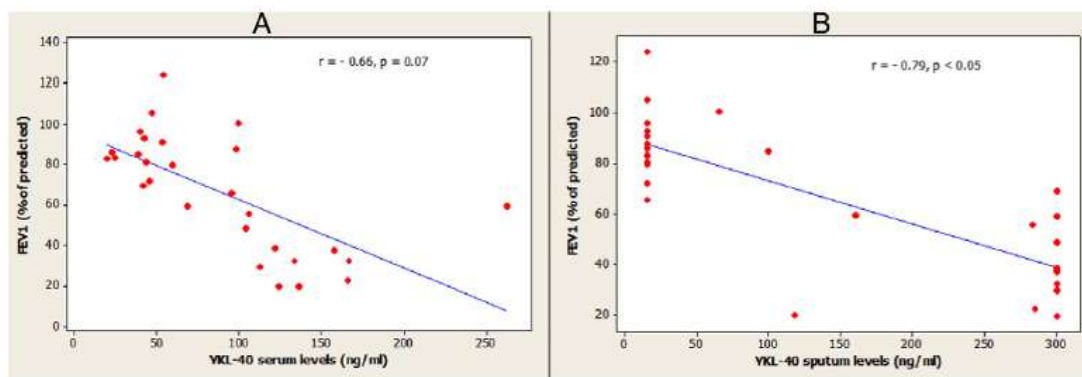 A
r = - 0.66, p = 0.07
FEV1 (% of predicted)
140
120
100
80
60
40
20
0
0 50 100 150 200 250
YKL-40 serum levels (ng/ml)
B
r = - 0.79, p < 0.05
FEV1 (% of predicted)
120
100
80
60
40
20
0 50 100 150 200 250 300
YKL-40 sputum levels (ng/ml)